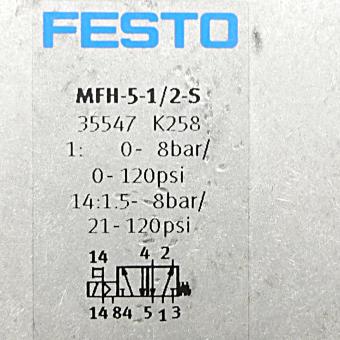 FESTO
MFH-5-1/2-S
35547 K258
1: 0- 8bar/
0-120psi
14:1.5- 8bar/
21-120psi
14 4 2
14 84 5 1 3